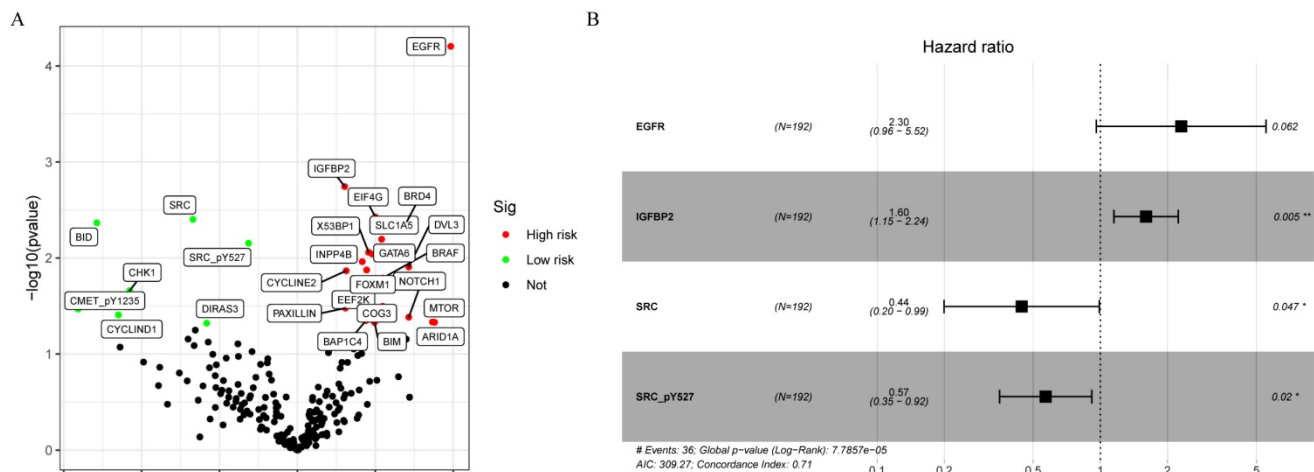 A
EGFR
4
IGFBP2
3
EIF4G
BRD4
SRC
SLC1A5
DVL3
X53BP1
BID
SRC_pY527
INPP4B
GATA6
BRAF
2
CHK1
CYCLINE2
FOXM1
NOTCH1
CMET_pY1235
EEF2K
DIRAS3
PAXILLIN
COG3
MTOR
CYCLIND1
BAP1C4
BIM
ARID1A
1
0
−log10(pvalue)
Sig
High risk
Low risk
Not
B
Hazard ratio
EGFR (N=192) 2.30 0.062
(0.96 − 5.52)
IGFBP2 (N=192) 1.60 0.005 **
(1.15 − 2.24)
SRC (N=192) 0.44 0.047 *
(0.20 − 0.99)
SRC_pY527 (N=192) 0.57 0.02 *
(0.35 − 0.92)
# Events: 36; Global p−value (Log−Rank): 7.7857e−05
AIC: 309.27; Concordance Index: 0.71
0.1 0.2 0.5 1 2 5